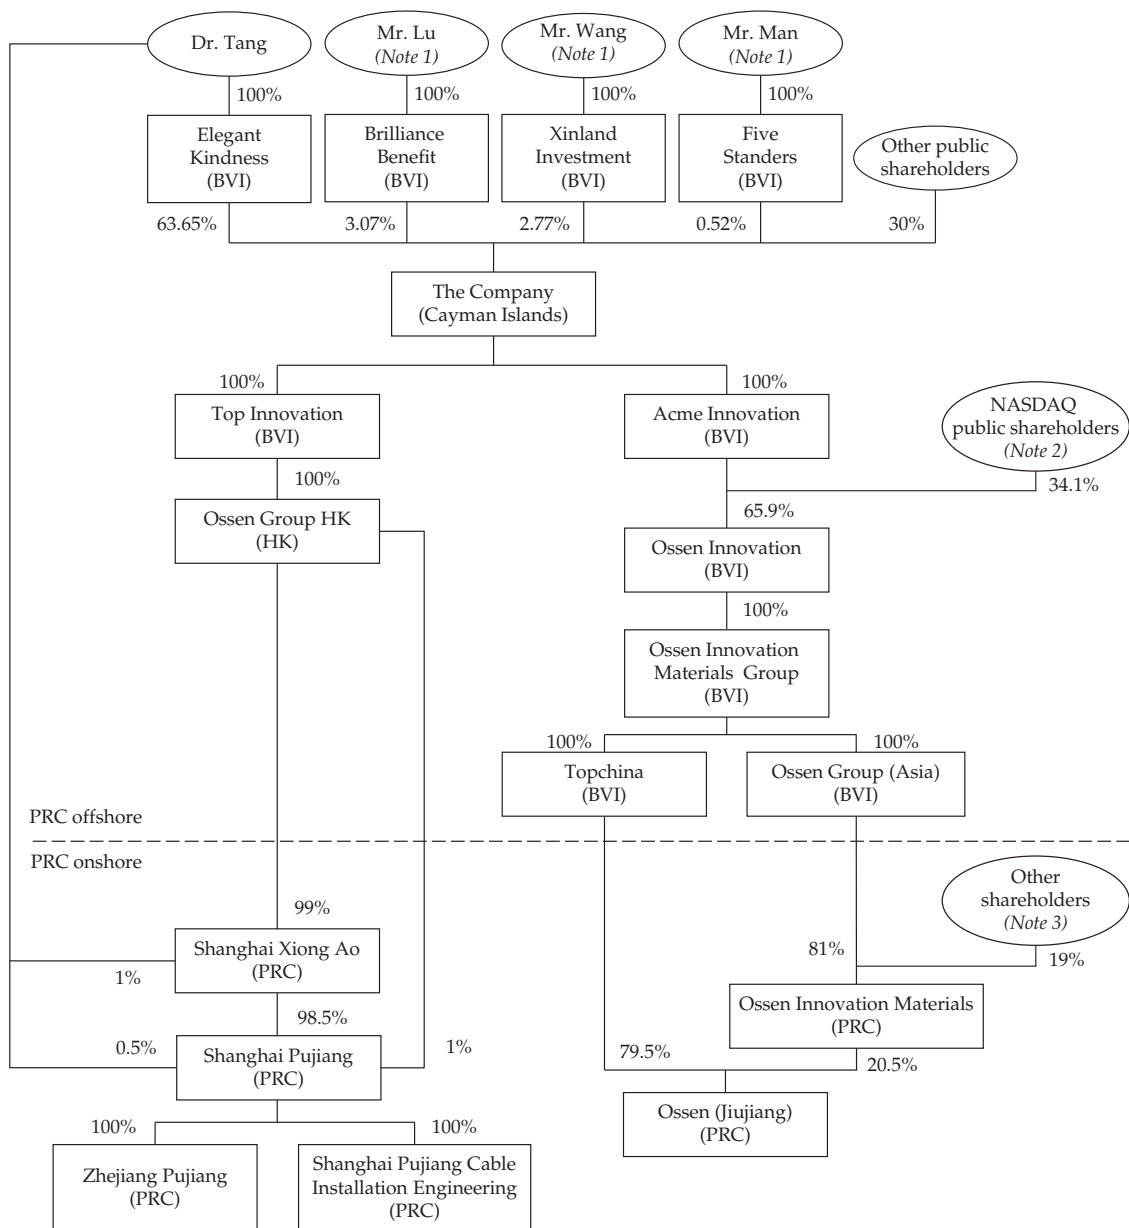 Dr. Tang
Mr. Lu
(Note 1)
Mr. Wang
(Note 1)
Mr. Man
(Note 1)
100%
100%
100%
100%
Elegant
Kindness
(BVI)
Brilliance
Benefit
(BVI)
Xinland
Investment
(BVI)
Five
Standers
(BVI)
Other public
shareholders
63.65%
3.07%
2.77%
0.52%
30%
The Company
(Cayman Islands)
100%
100%
Top Innovation
(BVI)
Acme Innovation
(BVI)
NASDAQ
public shareholders
(Note 2)
100%
34.1%
65.9%
Ossen Group HK
(HK)
Ossen Innovation
(BVI)
100%
Ossen Innovation
Materials Group
(BVI)
100%
100%
Topchina
(BVI)
Ossen Group (Asia)
(BVI)
PRC offshore
PRC onshore
Other
shareholders
(Note 3)
99%
Shanghai Xiong Ao
(PRC)
1%
81%
19%
98.5%
Ossen Innovation Materials
(PRC)
0.5%
Shanghai Pujiang
(PRC)
1%
79.5%
20.5%
Ossen (Jiujiang)
(PRC)
100%
100%
Zhejiang Pujiang
(PRC)
Shanghai Pujiang Cable
Installation Engineering
(PRC)